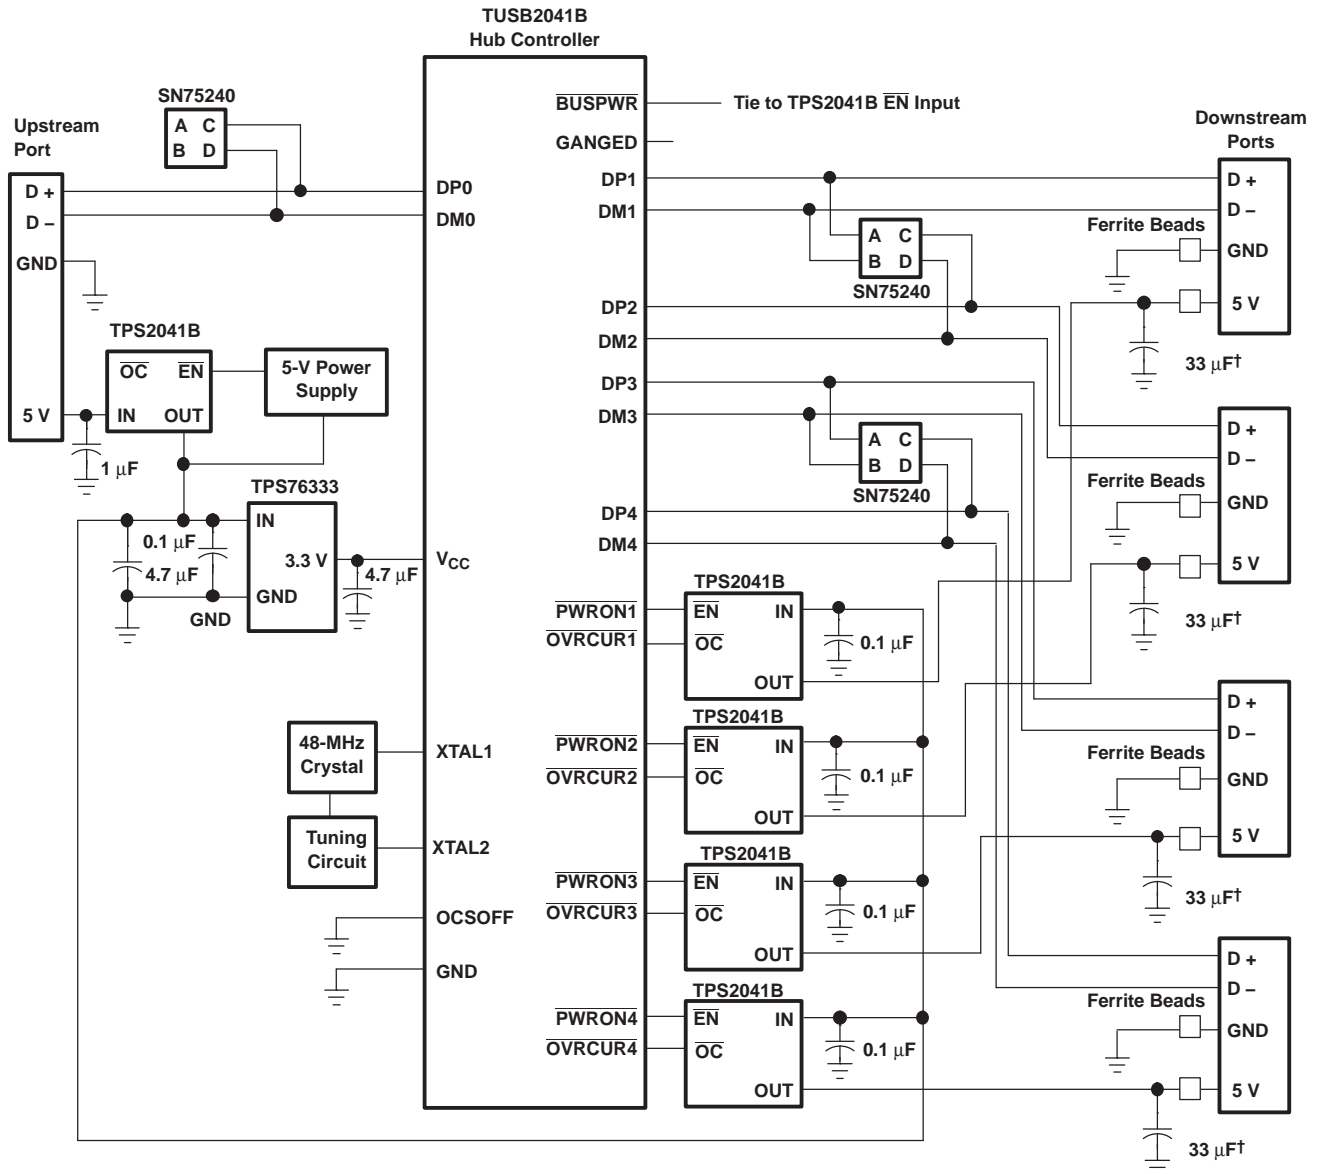 TUSB2041B
Hub Controller
SN75240
A C
B D
Upstream
Port
D +
D –
GND
5 V
DP0
DM0
BUSPWR
Tie to TPS2041B EN Input
GANGED
DP1
DM1
A C
B D
SN75240
DP2
DM2
DP3
DM3
A C
B D
SN75240
DP4
DM4
Downstream
Ports
D +
D –
Ferrite Beads
GND
5 V
33 µF†
D +
D –
Ferrite Beads
GND
5 V
33 µF†
D +
D –
Ferrite Beads
GND
5 V
33 µF†
D +
D –
Ferrite Beads
GND
5 V
33 µF†
TPS2041B
OC EN
IN OUT
5-V Power
Supply
1 µF
TPS76333
IN
3.3 V
GND
0.1 µF
4.7 µF
GND
4.7 µF
VCC
PWRON1
OVRCUR1
TPS2041B
EN IN
OC
OUT
0.1 µF
PWRON2
OVRCUR2
TPS2041B
EN IN
OC
OUT
0.1 µF
PWRON3
OVRCUR3
TPS2041B
EN IN
OC
OUT
0.1 µF
PWRON4
OVRCUR4
TPS2041B
EN IN
OC
OUT
0.1 µF
48-MHz
Crystal
XTAL1
Tuning
Circuit
XTAL2
OCSOFF
GND